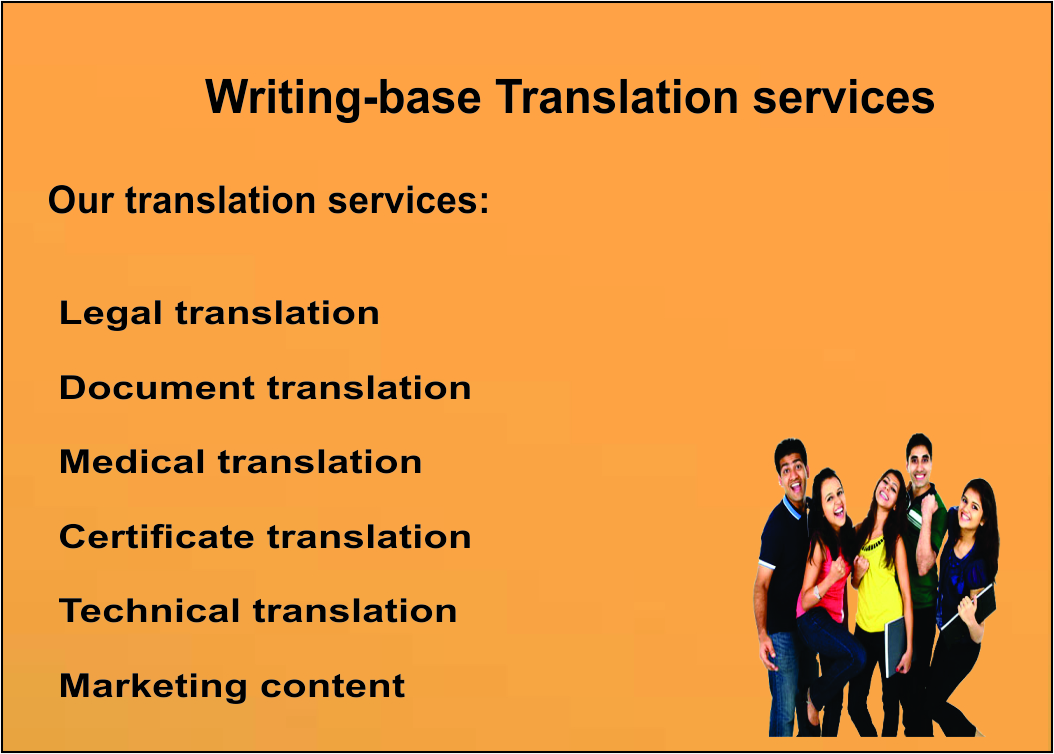 Writing-base Translation services
Our translation services:
Legal translation
Document translation
Medical translation
Certificate translation
Technical translation
Marketing content